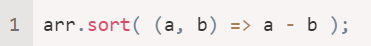 1 arr.sort( (a, b) => a - b );